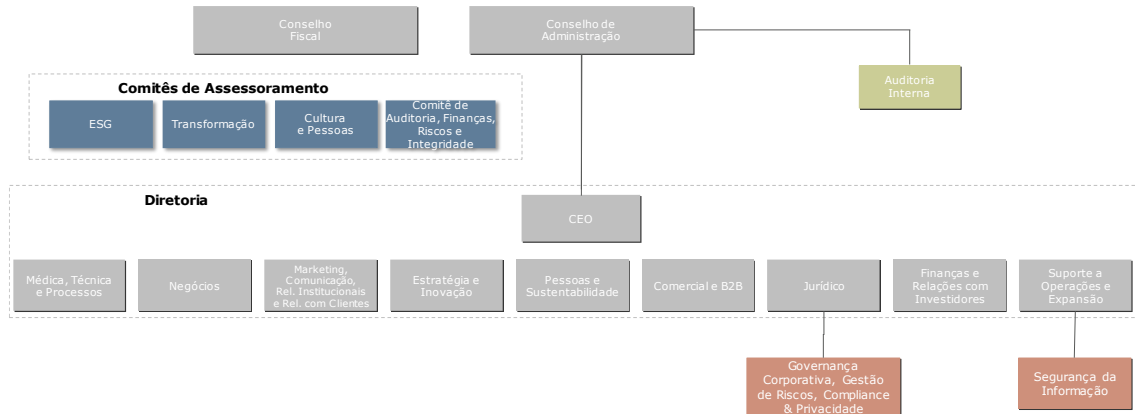 Conselho
Fiscal
Conselho de
Administração
Auditoria
Interna
Comitês de Assessoramento
ESG
Transformação
Cultura
e Pessoas
Comitê de
Auditoria, Finanças,
Riscos e
Integridade
Diretoria
CEO
Médica, Técnica
e Processos
Negócios
Marketing,
Comunicação,
Rel. Institucionais
e Rel. com Clientes
Estratégia e
Inovação
Pessoas e
Sustentabilidade
Comercial e B2B
Jurídico
Finanças e
Relações com
Investidores
Suporte a
Operações e
Expansão
Governança
Corporativa, Gestão
de Riscos, Compliance
& Privacidade
Segurança da
Informação